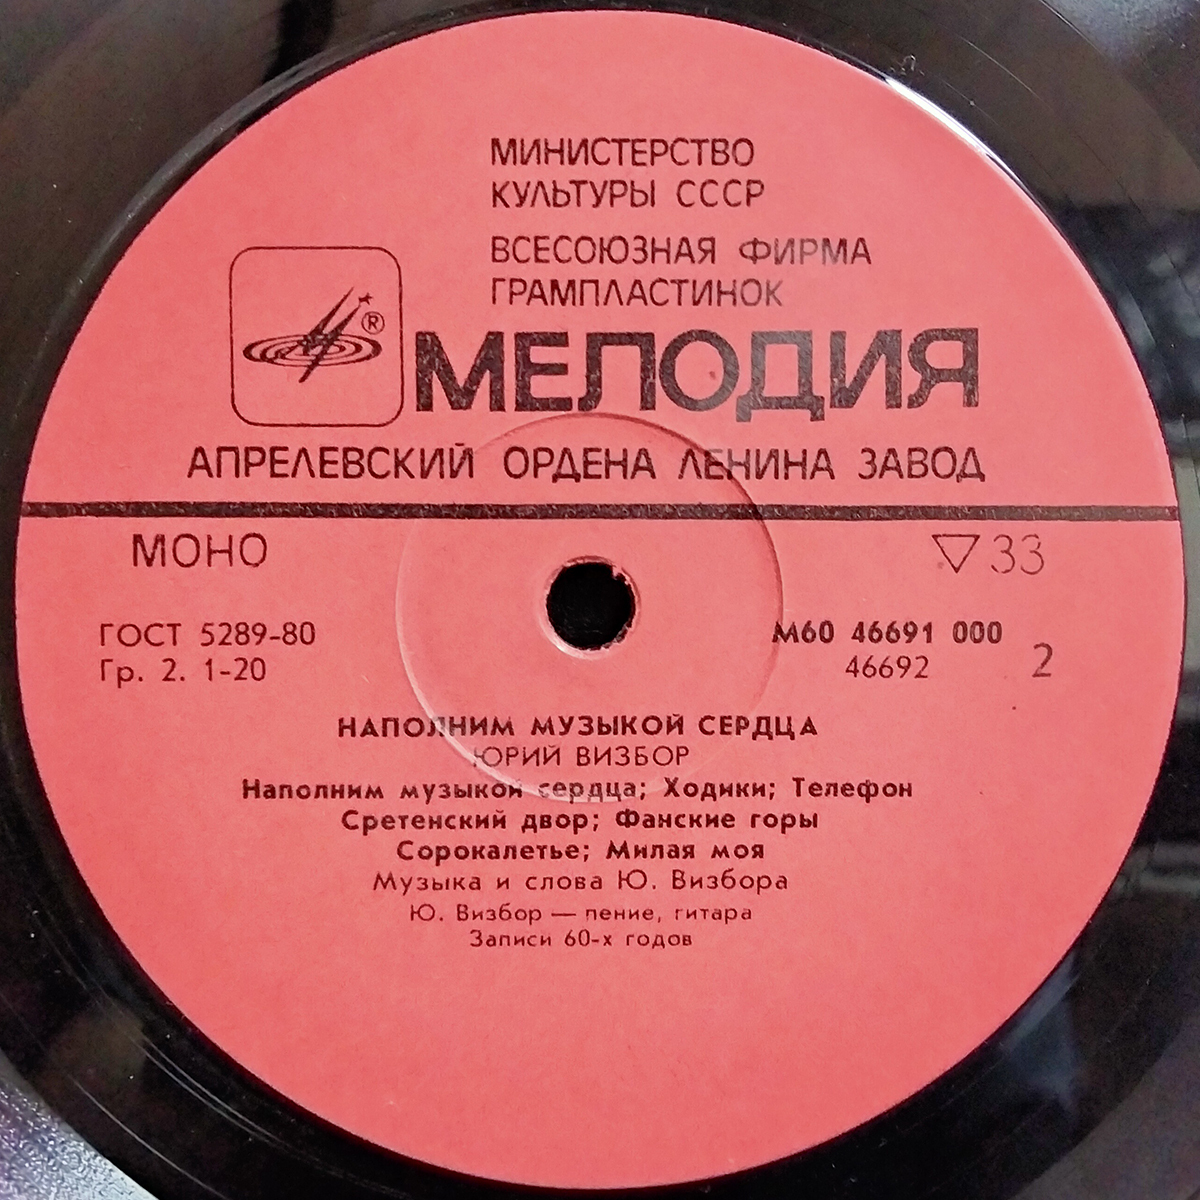 МИНИСТЕРСТВО
КУЛЬТУРЫ СССР
ВСЕСОЮЗНАЯ ФИРМА
ГРАМПЛАСТИНОК
®
МЕЛОДИЯ
АПРЕЛЕВСКИЙ ОРДЕНА ЛЕНИНА ЗАВОД
МОНО
▽33
ГОСТ 5289-80
Гр. 2. 1-20
М60 46691 000
46692
2
НАПОЛНИМ МУЗЫКОЙ СЕРДЦА
ЮРИЙ ВИЗБОР
Наполним музыкой сердца; Ходики; Телефон
Сретенский двор; Фанские горы
Сорокалетье; Милая моя
Музыка и слова Ю. Визбора
Ю. Визбор — пение, гитара
Записи 60-х годов